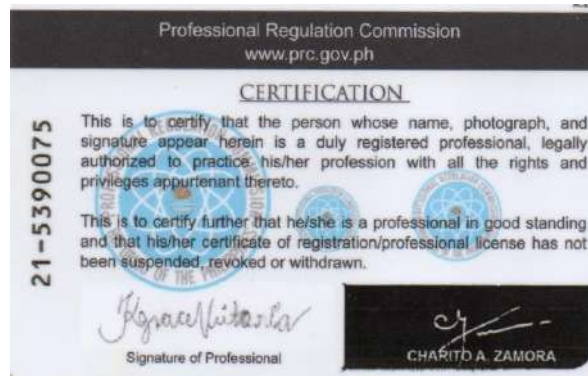 Professional Regulation Commission
www.prc.gov.ph
CERTIFICATION
This is to certify that the person whose name, photograph, and
signature appear herein is a duly registered professional, legally
authorized to practice his/her profession with all the rights and
privileges appurtenant thereto.
This is to certify further that he/she is a professional in good standing
and that his/her certificate of registration/professional license has not
been suspended, revoked or withdrawn.
21-5390075
Signature of Professional
CHARITO A. ZAMORA